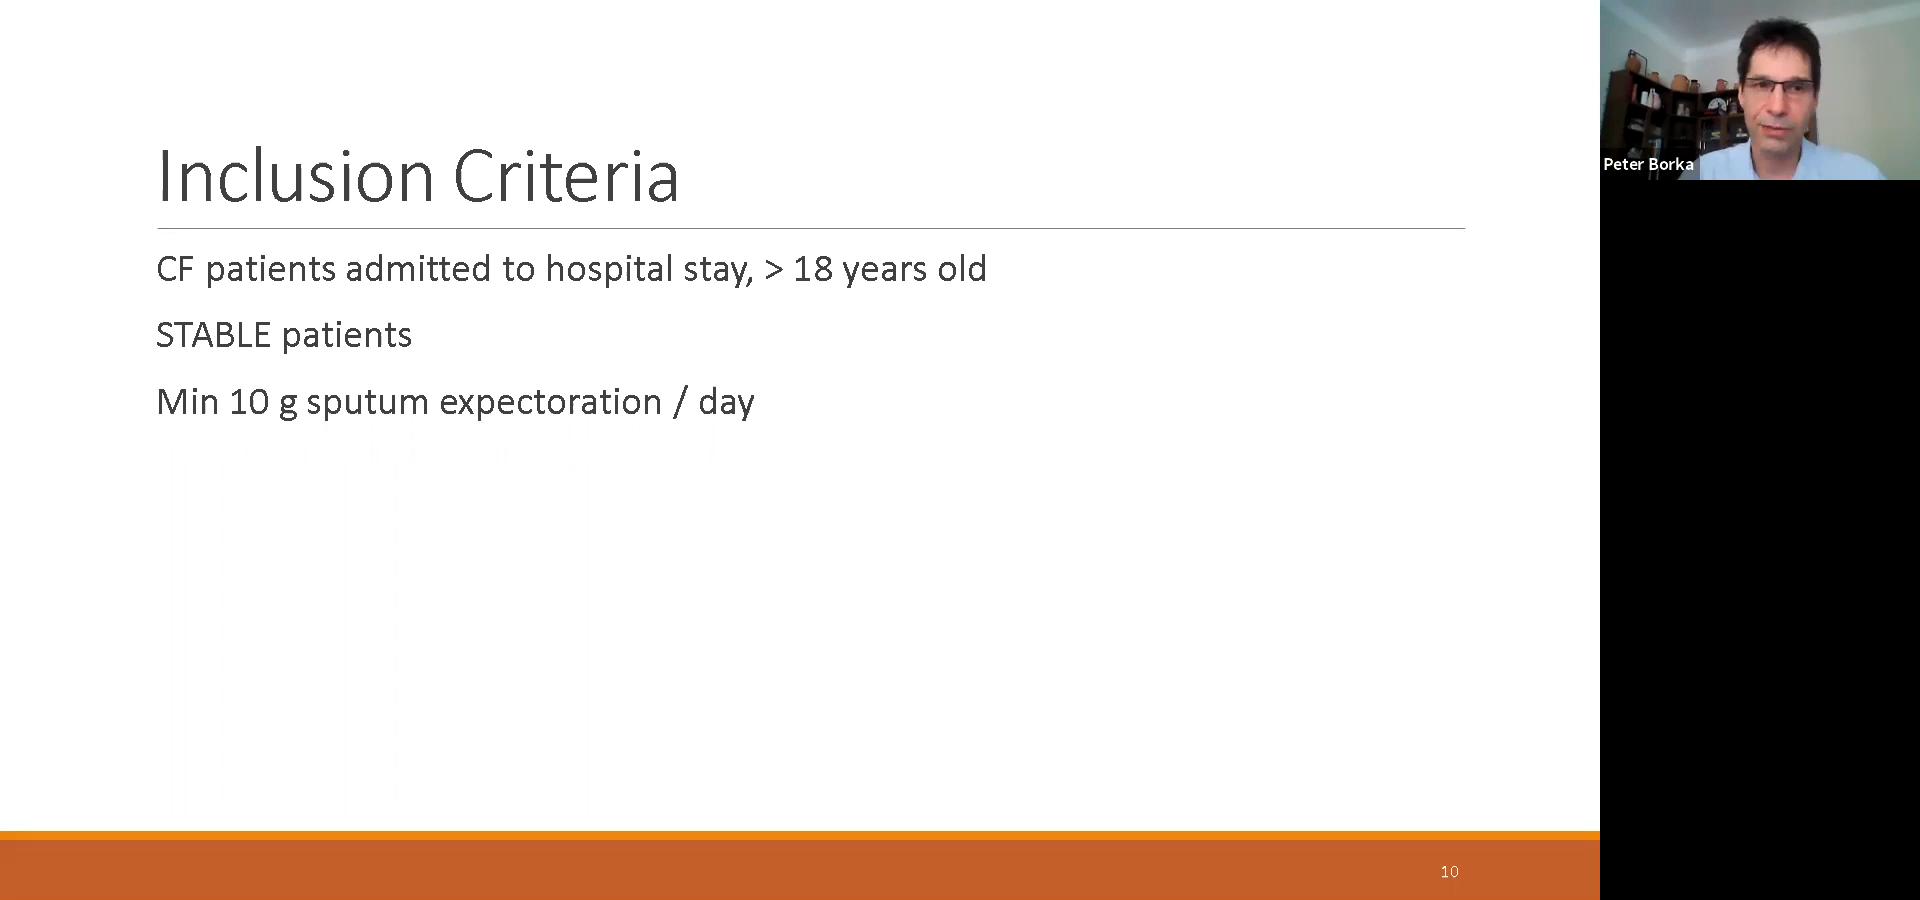 Inclusion Criteria
CF patients admitted to hospital stay, > 18 years old
STABLE patients
Min 10 g sputum expectoration / day
10
Peter Borka